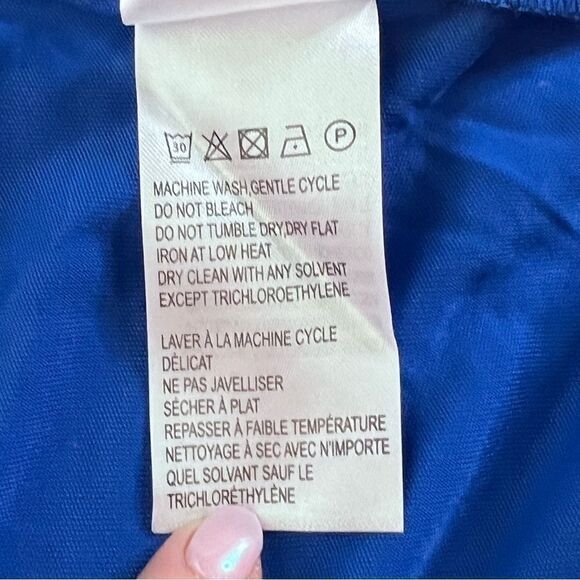 30 P
MACHINE WASH,GENTLE CYCLE
DO NOT BLEACH
DO NOT TUMBLE DRY,DRY FLAT
IRON AT LOW HEAT
DRY CLEAN WITH ANY SOLVENT
EXCEPT TRICHLOROETHYLENE
LAVER À LA MACHINE CYCLE
DÉLICAT
NE PAS JAVELLISER
SÉCHER À PLAT
REPASSER À FAIBLE TEMPÉRATURE
NETTOYAGE À SEC AVEC N'IMPORTE
QUEL SOLVANT SAUF LE
TRICHLORÉTHYLÈNE